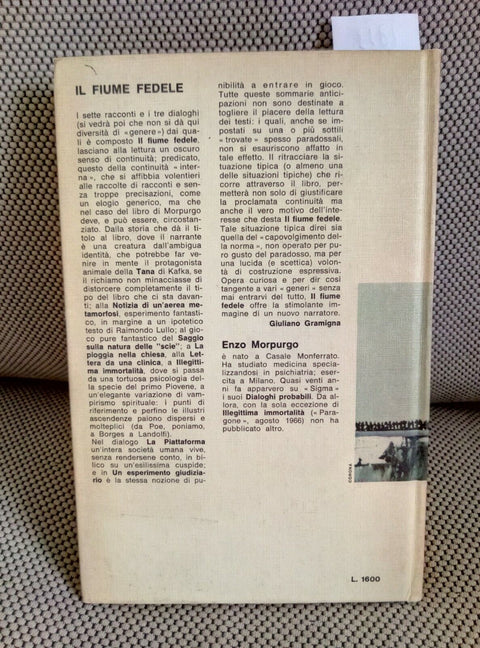 IL FIUME FEDELE
I sette racconti e i tre dialoghi
(si vedrà poi che non si dà qui
diversità di «genere») dai qua-
li è composto Il fiume fedele,
lasciano alla lettura un oscuro
senso di continuità; predicato,
questo della continuità «inter-
na», che si affibbia volentieri
alle raccolte di racconti e sen-
za troppe precisazioni, come
un elogio generico, ma che
nel caso del libro di Morpurgo
deve, e può essere, circostan-
ziato. Dalla storia che dà il ti-
tolo al libro, dove il narrante
è una creatura dall'ambigua
identità, che potrebbe far ve-
nire in mente il protagonista
animale della Tana di Kafka, se
il richiamo non minacciasse di
distorcere completamente il ti-
po del libro che ci sta davan-
ti; alla Notizia di un'aerea me-
tamorfosi, esperimento fantasti-
co, in margine a un ipotetico
testo di Raimondo Lullo; al gio-
co pure fantastico del Saggio
sulla natura delle "scie"; a La
pioggia nella chiesa, alla Let-
tera da una clinica, a Illegitti-
ma immortalità, dove si passa
da una tortuosa psicologia del-
la specie del primo Piovene, a
un'elegante variazione di vam-
pirismo spirituale: i punti di
riferimento e perfino le illustri
ascendenze paiono dispersi e
molteplici (da Poe, poniamo,
a Borges a Landolfi).
Nel dialogo La Piattaforma
un'intera società umana vive,
senza rendersene conto, in bi-
lico su un'esilissima cuspide;
e in Un esperimento giudizia-
rio è la stessa nozione di pu-
nibilità a entrare in gioco.
Tutte queste sommarie antici-
pazioni non sono destinate a
togliere il piacere della lettura
dei testi: i quali, anche se im-
postati su una o più sottili
«trovate» spesso paradossali,
non si esauriscono affatto in
tale effetto. Il ritracciare la si-
tuazione tipica (o almeno una
delle situazioni tipiche) che ri-
corre attraverso il libro, per-
metterà non solo di giustificare
la proclamata continuità ma
anche il vero motivo dell'inte-
resse che desta Il fiume fedele.
Tale situazione tipica direi sia
quella del «capovolgimento del-
la norma», non operato per pu-
ro gusto del paradosso, ma per
una lucida (e scettica) volon-
tà di costruzione espressiva.
Opera curiosa e per dir così
tangente a vari «generi» senza
mai entrarvi del tutto, Il fiume
fedele offre la stimolante imma-
gine di un nuovo narratore.
Giuliano Gramigna
Enzo Morpurgo
è nato a Casale Monferrato.
Ha studiato medicina specia-
lizzandosi in psichiatria; eser-
cita a Milano. Quasi venti an-
ni fa apparvero su «Sigma»
i suoi Dialoghi probabili. Da al-
lora, con la sola eccezione di
Illegittima immortalità («Para-
gone», agosto 1966) non ha
pubblicato altro.
L. 1600